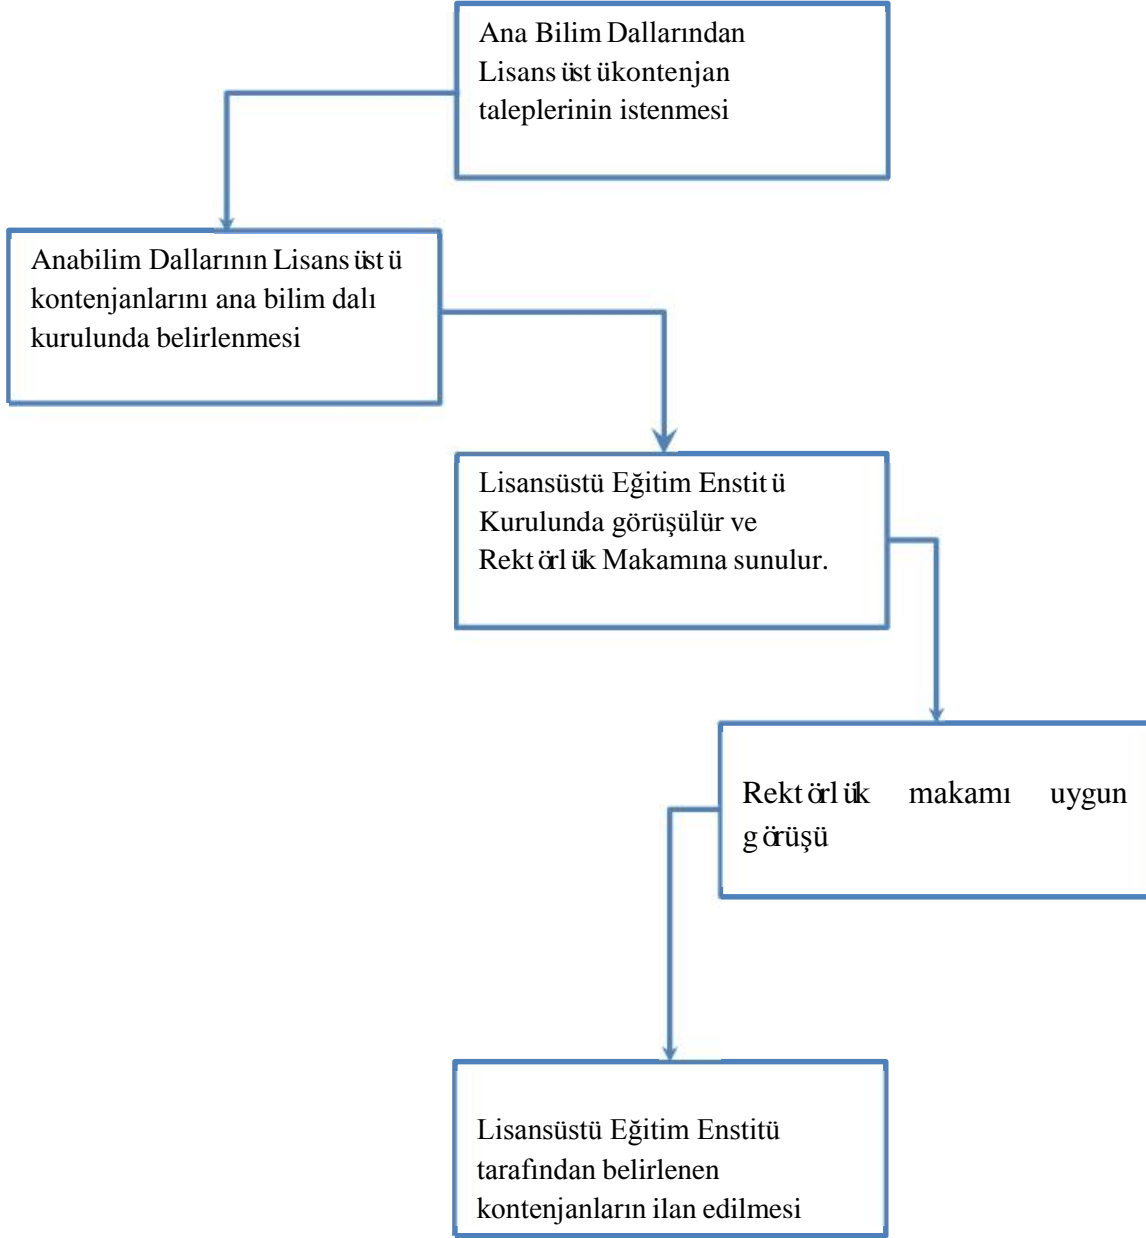 Ana Bilim Dallarından
Lisans üst ükontenjan
taleplerinin istenmesi
Anabilim Dallarının Lisans üst ü
kontenjanlarını ana bilim dalı
kurulunda belirlenmesi
Lisansüstü Eğitim Enstit ü
Kurulunda görüşülür ve
Rekt örl ük Makamına sunulur.
Rekt örl ük makamı uygun
g örüşü
Lisansüstü Eğitim Enstitü
tarafından belirlenen
kontenjanların ilan edilmesi